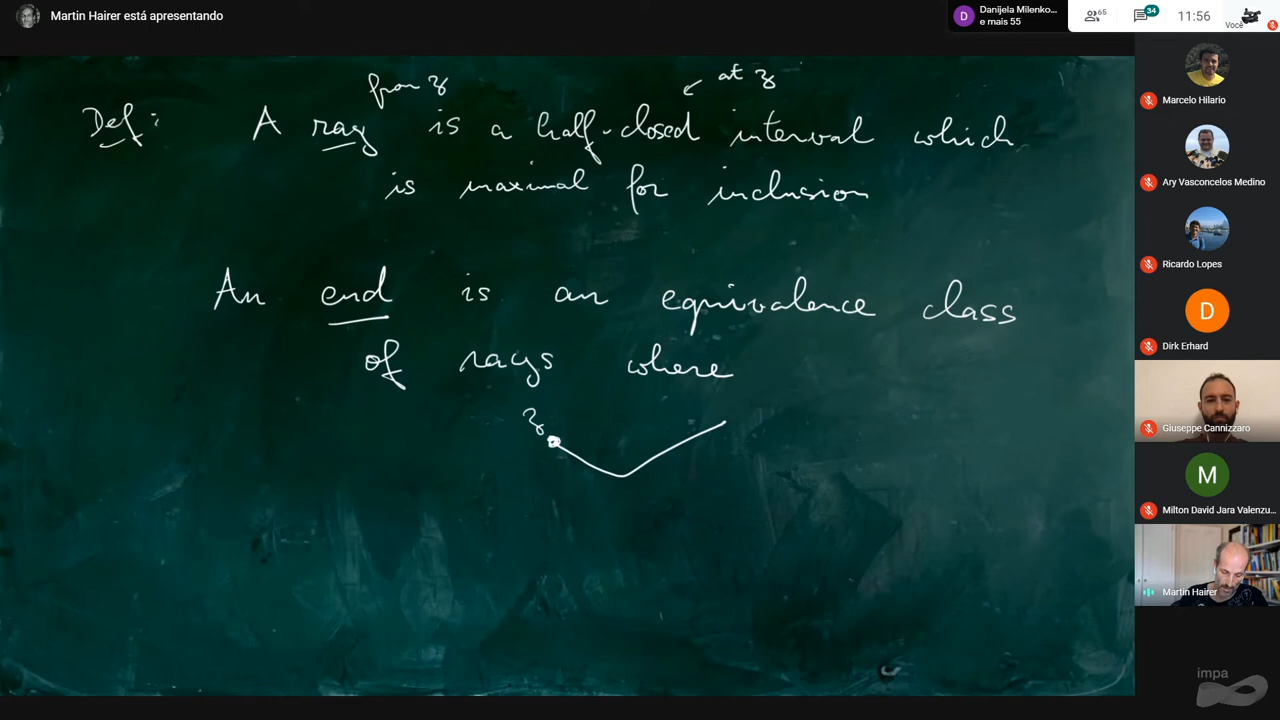 Martin Hairer está apresentando
D
Danijela Milenko...
e mais 55
65
34
11:56
Você
from z
at z
Def: A ray is a half-closed interval which
is maximal for inclusion
An end is an equivalence class
of rays where
z
Marcelo Hilario
Ary Vasconcelos Medino
Ricardo Lopes
D
Dirk Erhard
Giuseppe Cannizzaro
M
Milton David Jara Valenzu...
Martin Hairer
impa